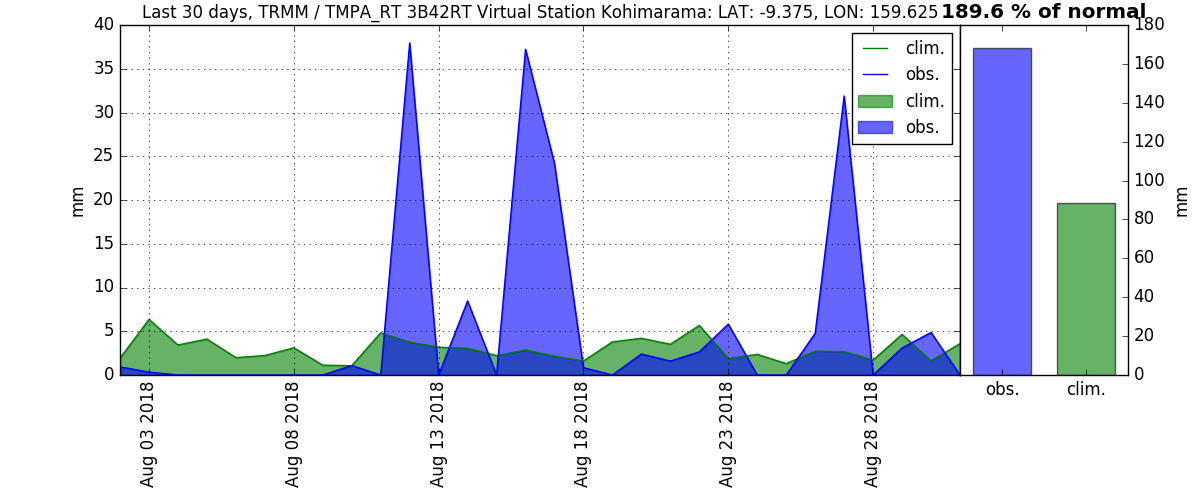 Last 30 days, TRMM / TMPA_RT 3B42RT Virtual Station Kohimarama: LAT: -9.375, LON: 159.625
189.6 % of normal
40
35
30
25
20
15
10
5
0
mm
clim.
obs.
clim.
obs.
Aug 03 2018
Aug 08 2018
Aug 13 2018
Aug 18 2018
Aug 23 2018
Aug 28 2018
180
160
140
120
100
80
60
40
20
0
mm
obs.
clim.